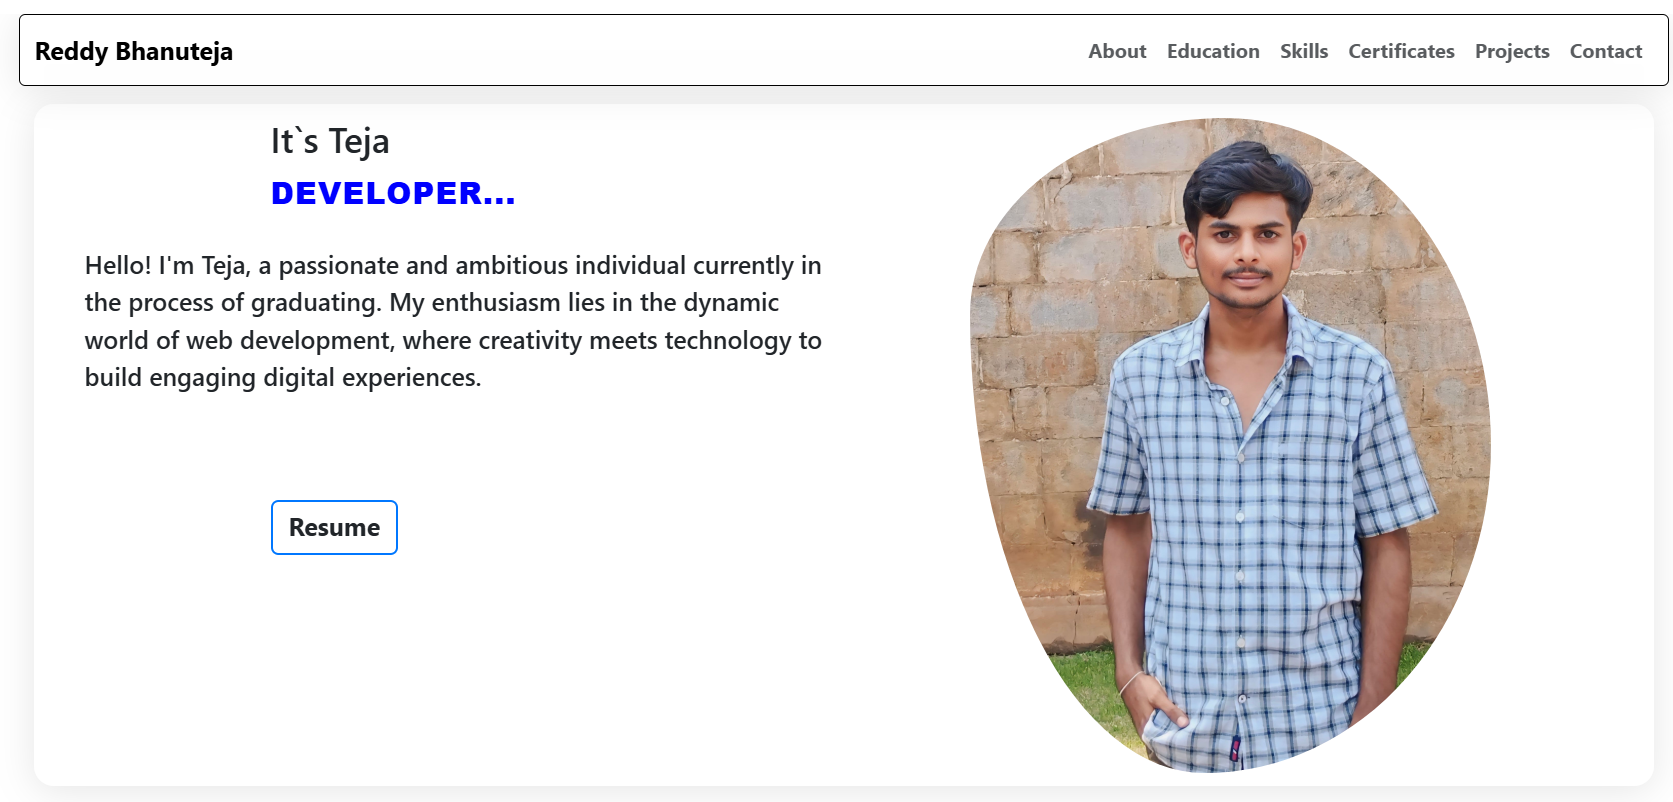 Reddy Bhanuteja
About Education Skills Certificates Projects Contact
It`s Teja
DEVELOPER...
Hello! I'm Teja, a passionate and ambitious individual currently in
the process of graduating. My enthusiasm lies in the dynamic
world of web development, where creativity meets technology to
build engaging digital experiences.
Resume